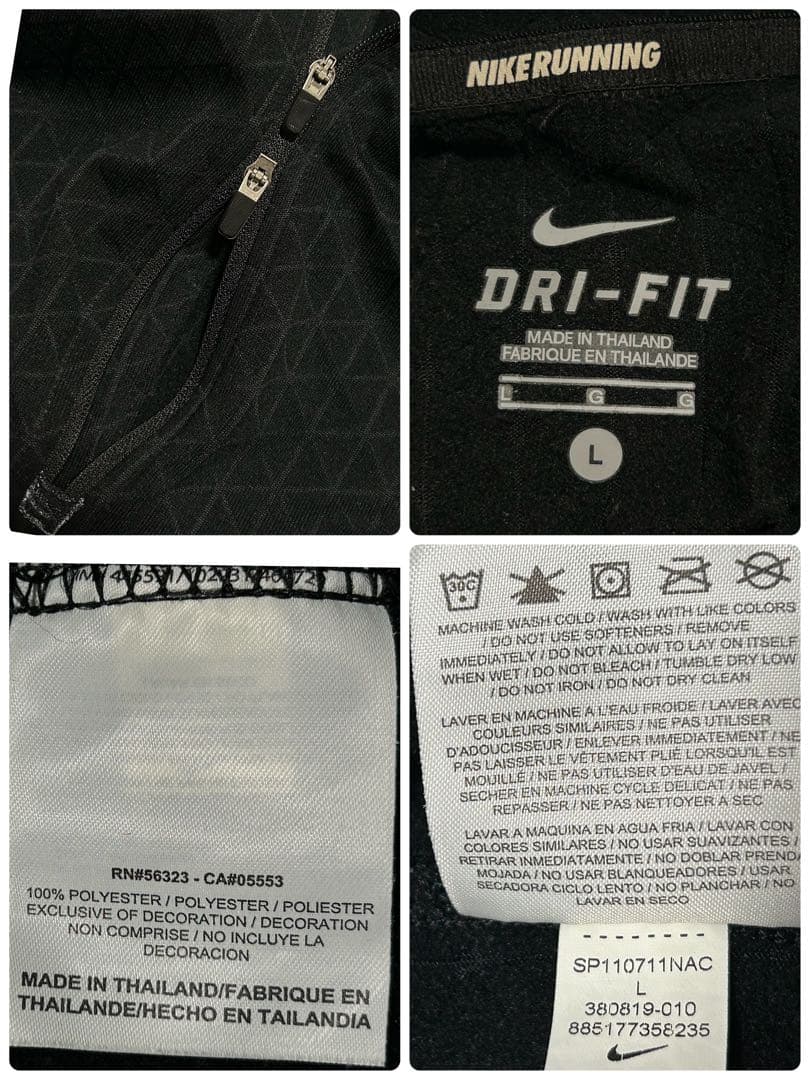 NIKE RUNNING
DRI-FIT
MADE IN THAILAND
FABRIQUE EN THAILANDE
L G G
L
RN#56323 - CA#05553
100% POLYESTER / POLYESTER / POLIESTER
EXCLUSIVE OF DECORATION / DECORATION
NON COMPRISE / NO INCLUYE LA
DECORACION
MADE IN THAILAND/FABRIQUE EN
THAILANDE/HECHO EN TAILANDIA
30C
MACHINE WASH COLD / WASH WITH LIKE COLORS
/ DO NOT USE SOFTENERS / REMOVE
IMMEDIATELY / DO NOT ALLOW TO LAY ON ITSELF
WHEN WET / DO NOT BLEACH / TUMBLE DRY LOW
/ DO NOT IRON / DO NOT DRY CLEAN
LAVER EN MACHINE A L'EAU FROIDE / LAVER AVEC
COULEURS SIMILAIRES / NE PAS UTILISER
D'ADOUCISSEUR / ENLEVER IMMEDIATEMENT / NE
PAS LAISSER LE VÉTEMENT PLIÉ LORSQU'IL EST
MOUILLÉ / NE PAS UTILISER D'EAU DE JAVEL /
SECHER EN MACHINE CYCLE DELICAT / NE PAS
REPASSER / NE PAS NETTOYER A SEC
LAVAR A MAQUINA EN AGUA FRIA / LAVAR CON
COLORES SIMILARES / NO USAR SUAVIZANTES /
RETIRAR INMEDIATAMENTE / NO DOBLAR PRENDA
MOJADA / NO USAR BLANQUEADORES / USAR
SECADORA CICLO LENTO / NO PLANCHAR / NO
LAVAR EN SECO
SP110711NAC
L
380819-010
885177358235